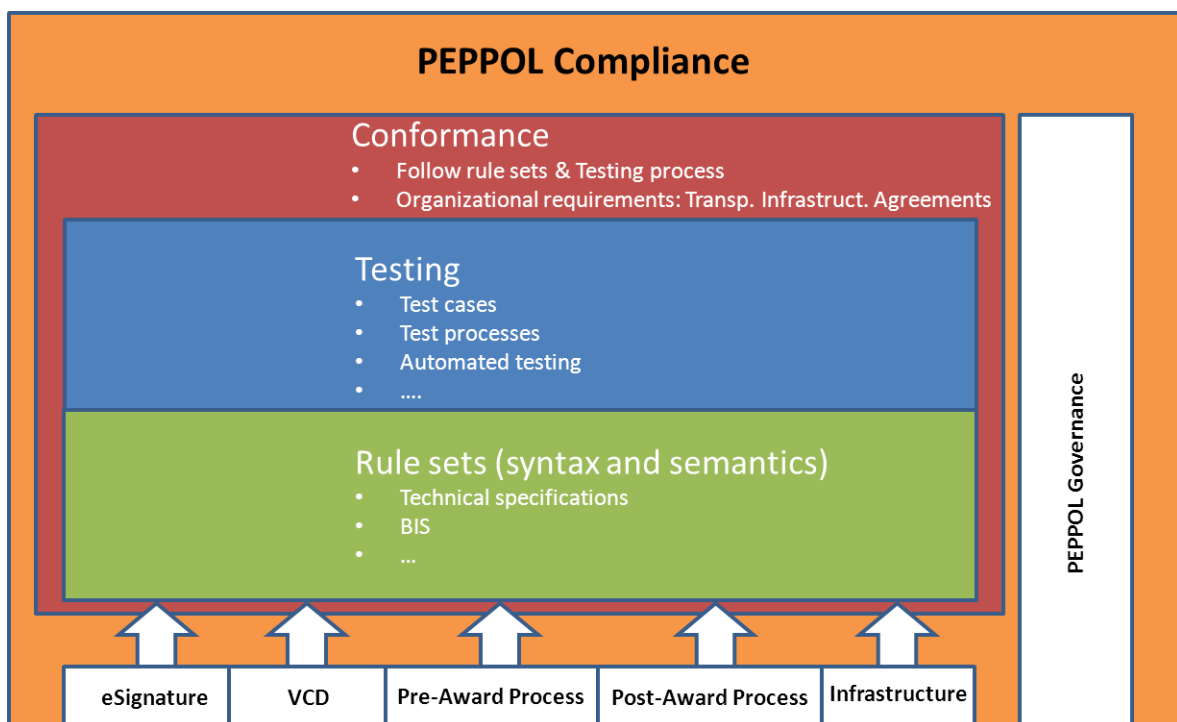 PEPPOL Compliance
Conformance
• Follow rule sets & Testing process
• Organizational requirements: Transp. Infrastruct. Agreements
Testing
• Test cases
• Test processes
• Automated testing
• ....
Rule sets (syntax and semantics)
• Technical specifications
• BIS
• ...
eSignature
VCD
Pre-Award Process
Post-Award Process
Infrastructure
PEPPOL Governance